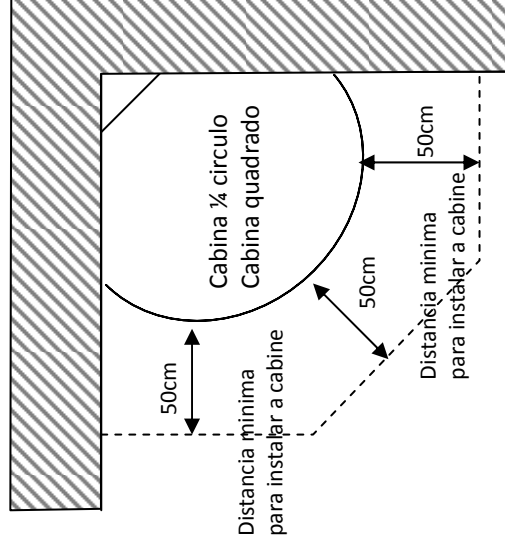 Cabina ¼ circulo
Cabina quadrado
50cm
Distancia minima
para instalar a cabine
50cm
50cm
Distancia minima
para instalar a cabine